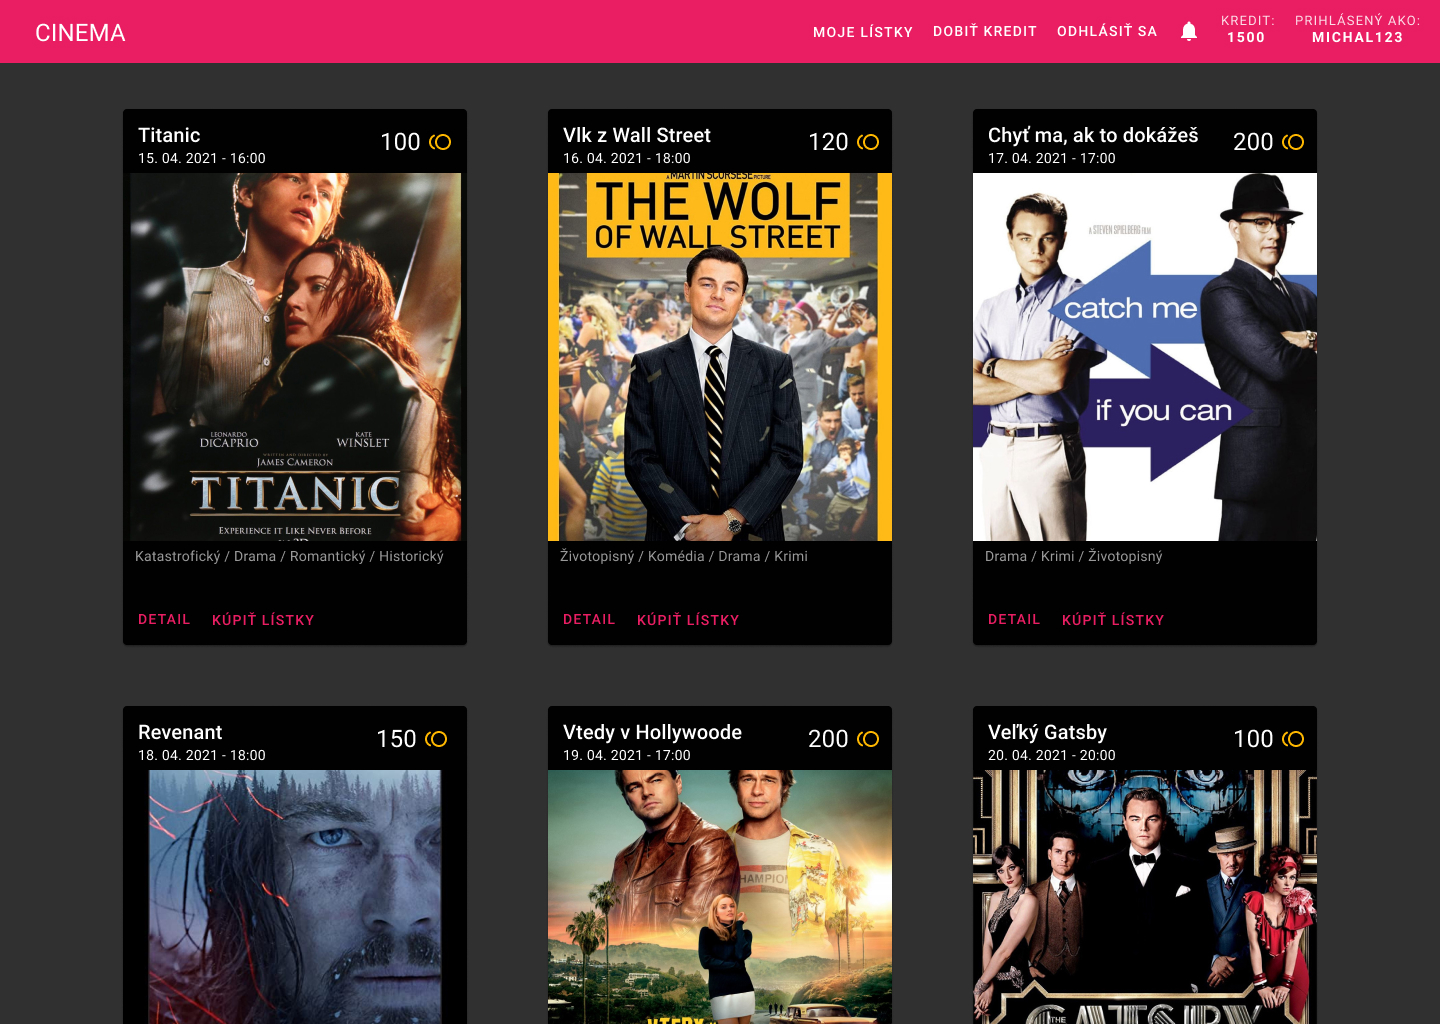 CINEMA
MOJE LÍSTKY
DOBIŤ KREDIT
ODHLÁSIŤ SA
KREDIT:
1500
PRIHLÁSENÝ AKO:
MICHAL123
Titanic
15. 04. 2021 - 16:00
100
LEONARDO
DICAPRIO
KATE
WINSLET
WRITTEN AND DIRECTED BY
JAMES CAMERON
TITANIC
EXPERIENCE IT LIKE NEVER BEFORE
Katastrofický / Drama / Romantický / Historický
DETAIL
KÚPIŤ LÍSTKY
Vlk z Wall Street
16. 04. 2021 - 18:00
120
A MARTIN SCORSESE PICTURE
THE WOLF
OF WALL STREET
Životopisný / Komédia / Drama / Krimi
DETAIL
KÚPIŤ LÍSTKY
Chyť ma, ak to dokážeš
17. 04. 2021 - 17:00
200
A STEVEN SPIELBERG FILM
catch me
if you can
Drama / Krimi / Životopisný
DETAIL
KÚPIŤ LÍSTKY
Revenant
18. 04. 2021 - 18:00
150
Vtedy v Hollywoode
19. 04. 2021 - 17:00
200
CHAMPION
VTEDY
Veľký Gatsby
20. 04. 2021 - 20:00
100
THE
GATSBY